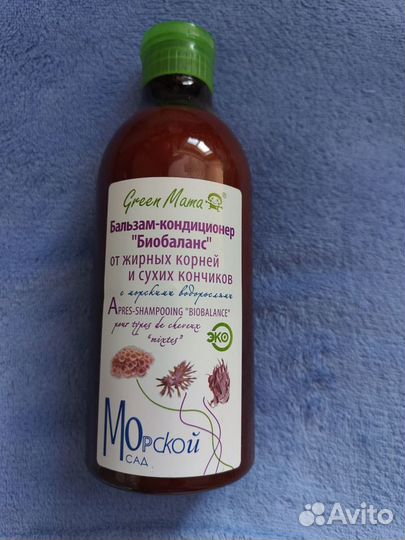 Green Mama®
Бальзам-кондиционер
"Биобаланс"
от жирных корней
и сухих кончиков
с морскими водорослями
Apres-shampooing "BIOBALANCE"
pour types de cheveux
"mixtes"
ЭКО
Морской
САД
Avito